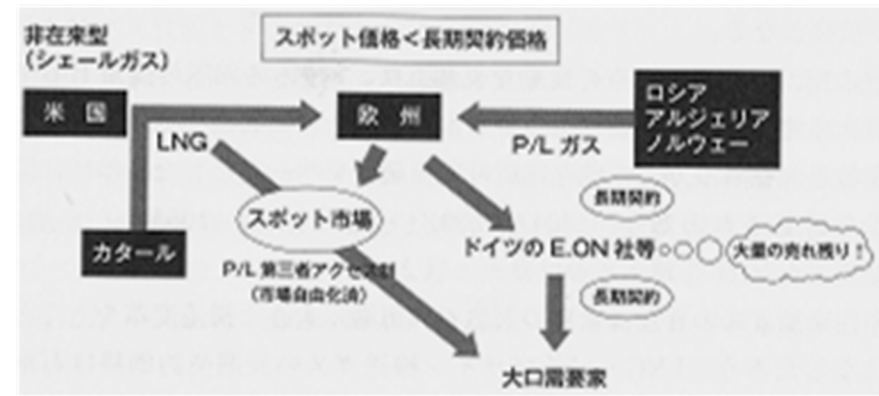 非在来型
(シェールガス)
スポット価格<長期契約価格
米 国
欧 州
ロシア
アルジェリア
ノルウェー
LNG
P/L ガス
スポット市場
長期契約
カタール
ドイツの E.ON 社等
大量の売れ残り!
P/L 第三者アクセス
(市場自由化済)
長期契約
大口需要家